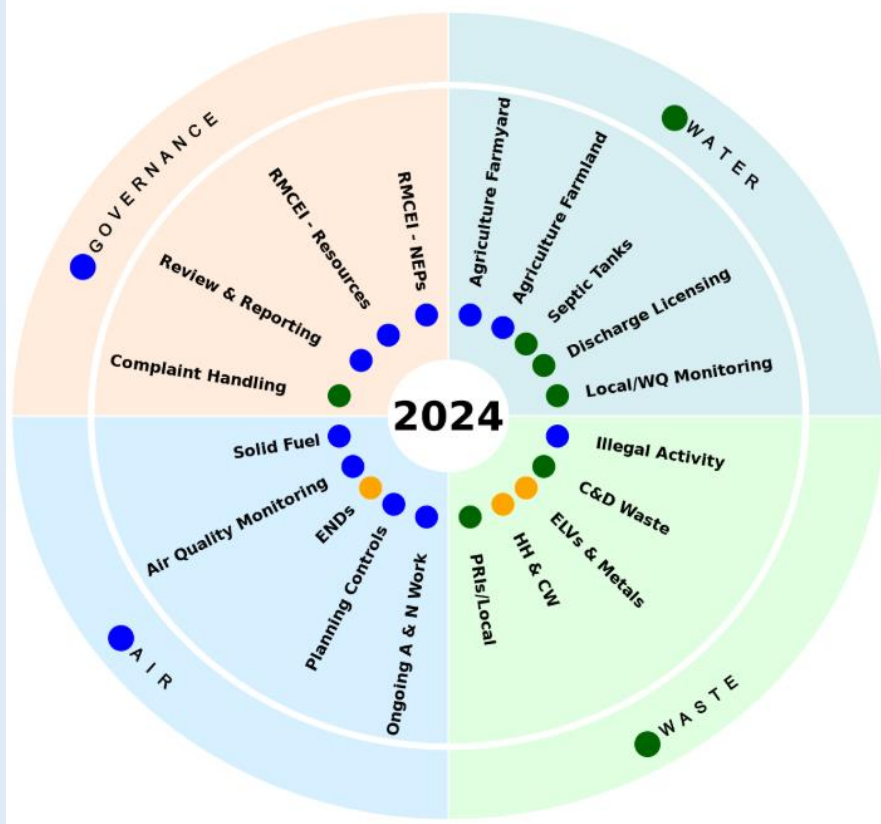 GOVERNANCE
RMCEI - NEPs
RMCEI - Resources
Review & Reporting
Complaint Handling
WATER
Agriculture Farmyard
Agriculture Farmland
Septic Tanks
Discharge Licensing
Local/WQ Monitoring
2024
Solid Fuel
Air Quality Monitoring
ENDs
Planning Controls
Ongoing A & N Work
AIR
Illegal Activity
C&D Waste
ELVs & Metals
HH & CW
PRIs/Local
WASTE